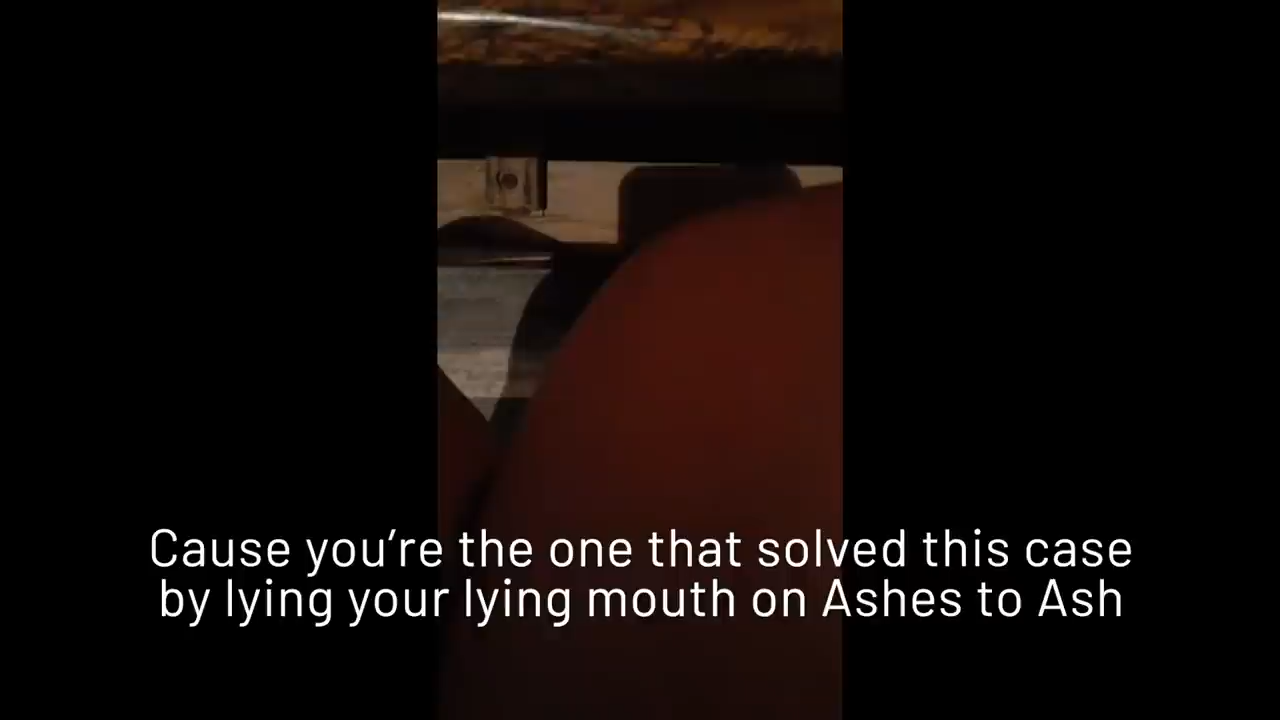 Cause you’re the one that solved this case
by lying your lying mouth on Ashes to Ash